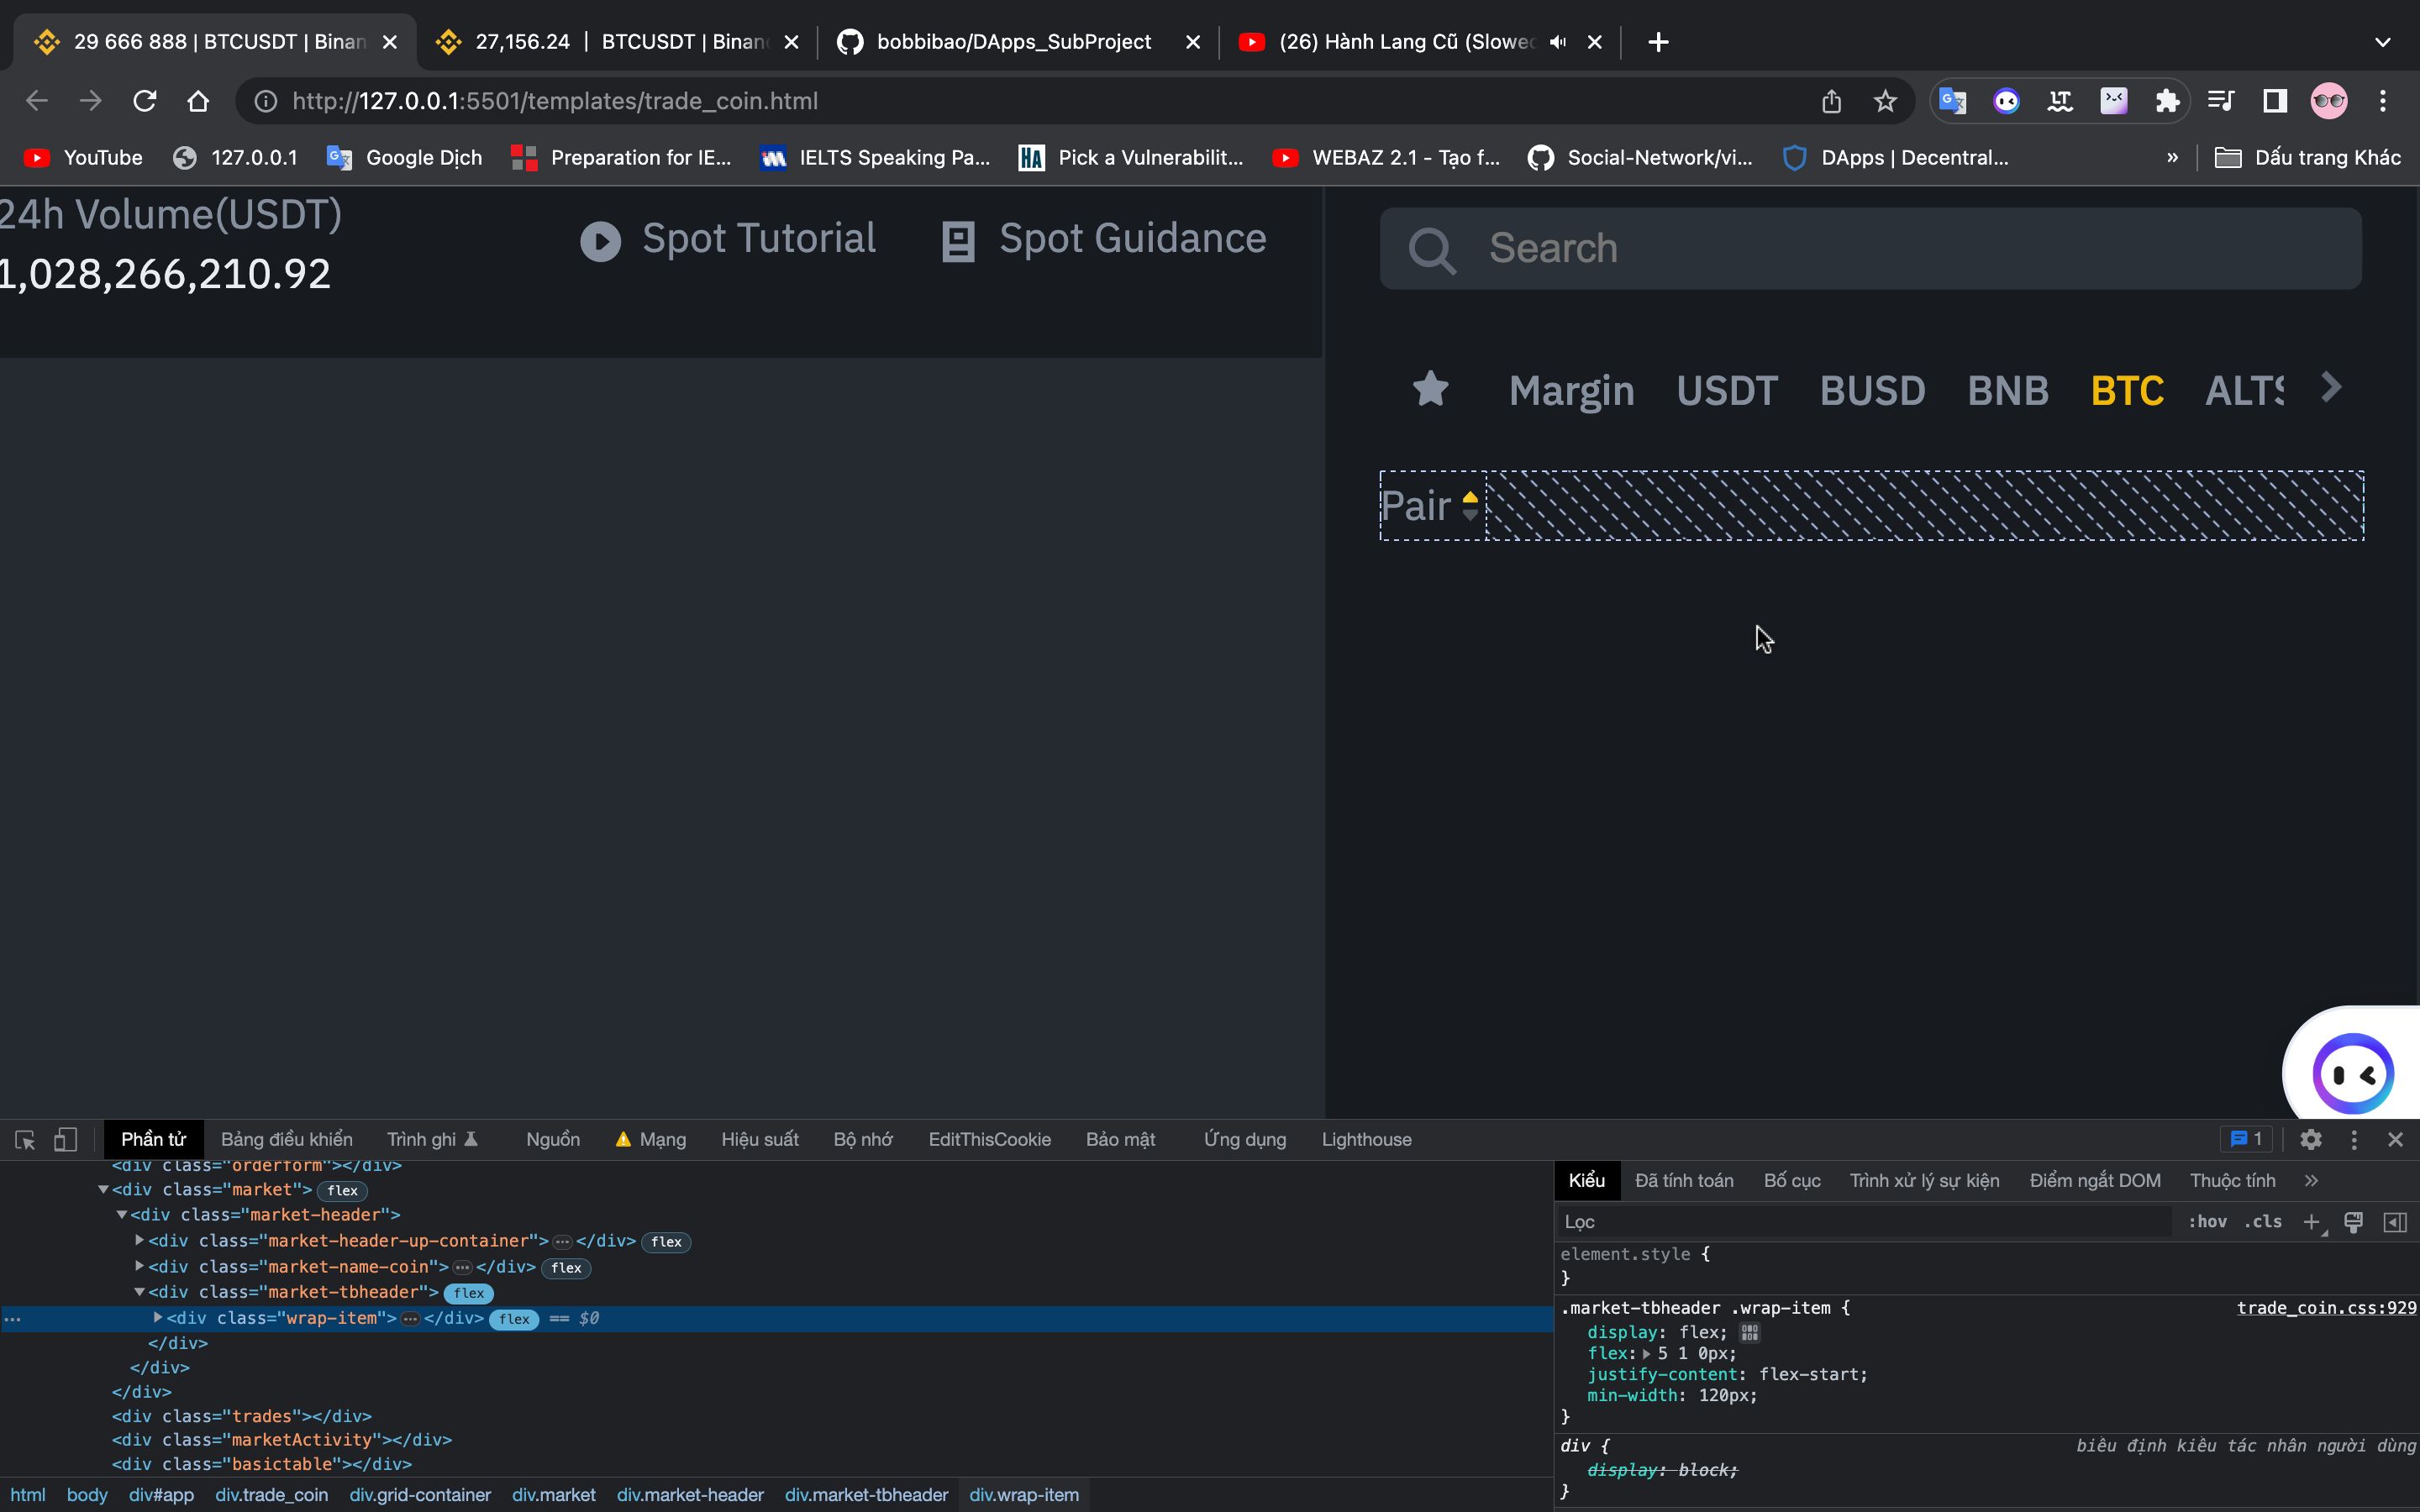 29 666 888 | BTCUSDT | Binan
27,156.24 | BTCUSDT | Binanc
bobbibao/DApps_SubProject
(26) Hành Lang Cũ (Slowed
http://127.0.0.1:5501/templates/trade_coin.html
YouTube
127.0.0.1
Google Dịch
Preparation for IE...
IELTS Speaking Pa...
HA
Pick a Vulnerabilit...
WEBAZ 2.1 - Tạo f...
Social-Network/vi...
DApps | Decentral...
»
Dấu trang Khác
24h Volume(USDT)
1,028,266,210.92
Spot Tutorial
Spot Guidance
Search
Margin USDT BUSD BNB BTC ALTS
Pair
Phần tử Bảng điều khiển Trình ghi Nguồn Mạng Hiệu suất Bộ nhớ EditThisCookie Bảo mật Ứng dụng Lighthouse
1
<div class="orderform"></div>
<div class="market"> flex
<div class="market-header">
<div class="market-header-up-container">…</div> flex
<div class="market-name-coin">…</div> flex
<div class="market-tbheader"> flex
<div class="wrap-item">…</div> flex == $0
</div>
</div>
</div>
<div class="trades"></div>
<div class="marketActivity"></div>
<div class="basictable"></div>
html body div#app div.trade_coin div.grid-container div.market div.market-header div.market-tbheader div.wrap-item
Kiểu Đã tính toán Bố cục Trình xử lý sự kiện Điểm ngắt DOM Thuộc tính »
Lọc
:hov .cls
element.style {
}
.market-tbheader .wrap-item {
trade_coin.css:929
display: flex;
flex: 5 1 0px;
justify-content: flex-start;
min-width: 120px;
}
div {
biểu định kiểu tác nhân người dùng
display: block;
}